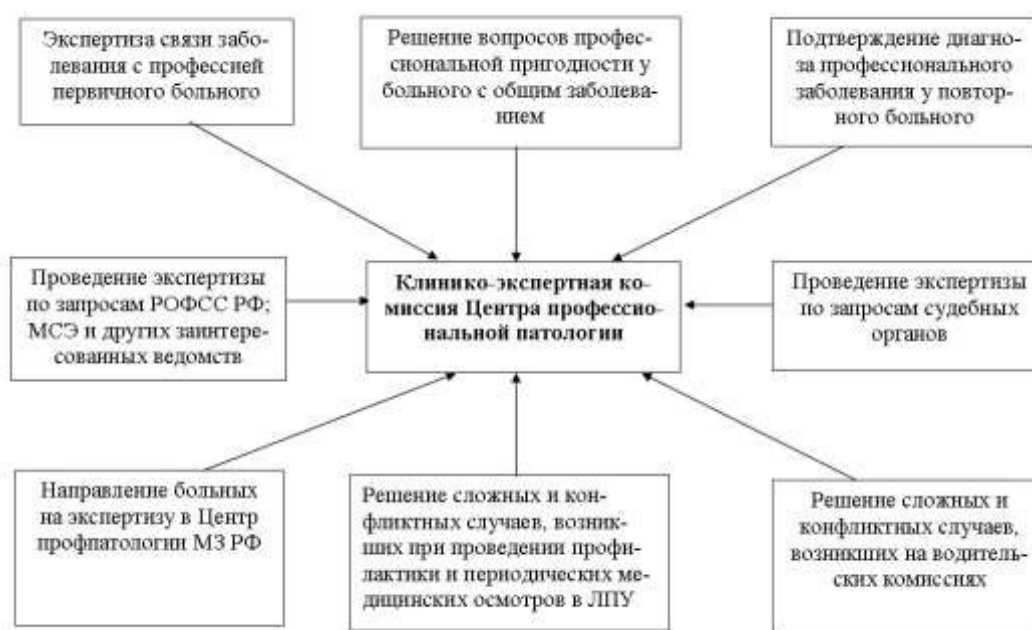 Экспертиза связи забо-
левания с профессией
первичного больного
Решение вопросов профес-
сиональной пригодности у
больного с общим заболева-
нием
Подтверждение диагно-
за профессионального
заболевания у повтор-
ного больного
Проведение экспертизы
по запросам РОФСС РФ;
МСЭ и других заинтере-
сованных ведомств
Клинико-экспертная ко-
миссия Центра професси-
нальной патологии
Проведение экспертизы
по запросам судебных
органов
Направление больных
на экспертизу в Центр
профпатологии МЗ РФ
Решение сложных и кон-
фликтных случаев, возник-
ших при проведении профи-
лактики и периодических ме-
дицинских осмотров в ЛПУ
Решение сложных и
конфликтных случаев,
возникших на водитель-
ских комиссиях